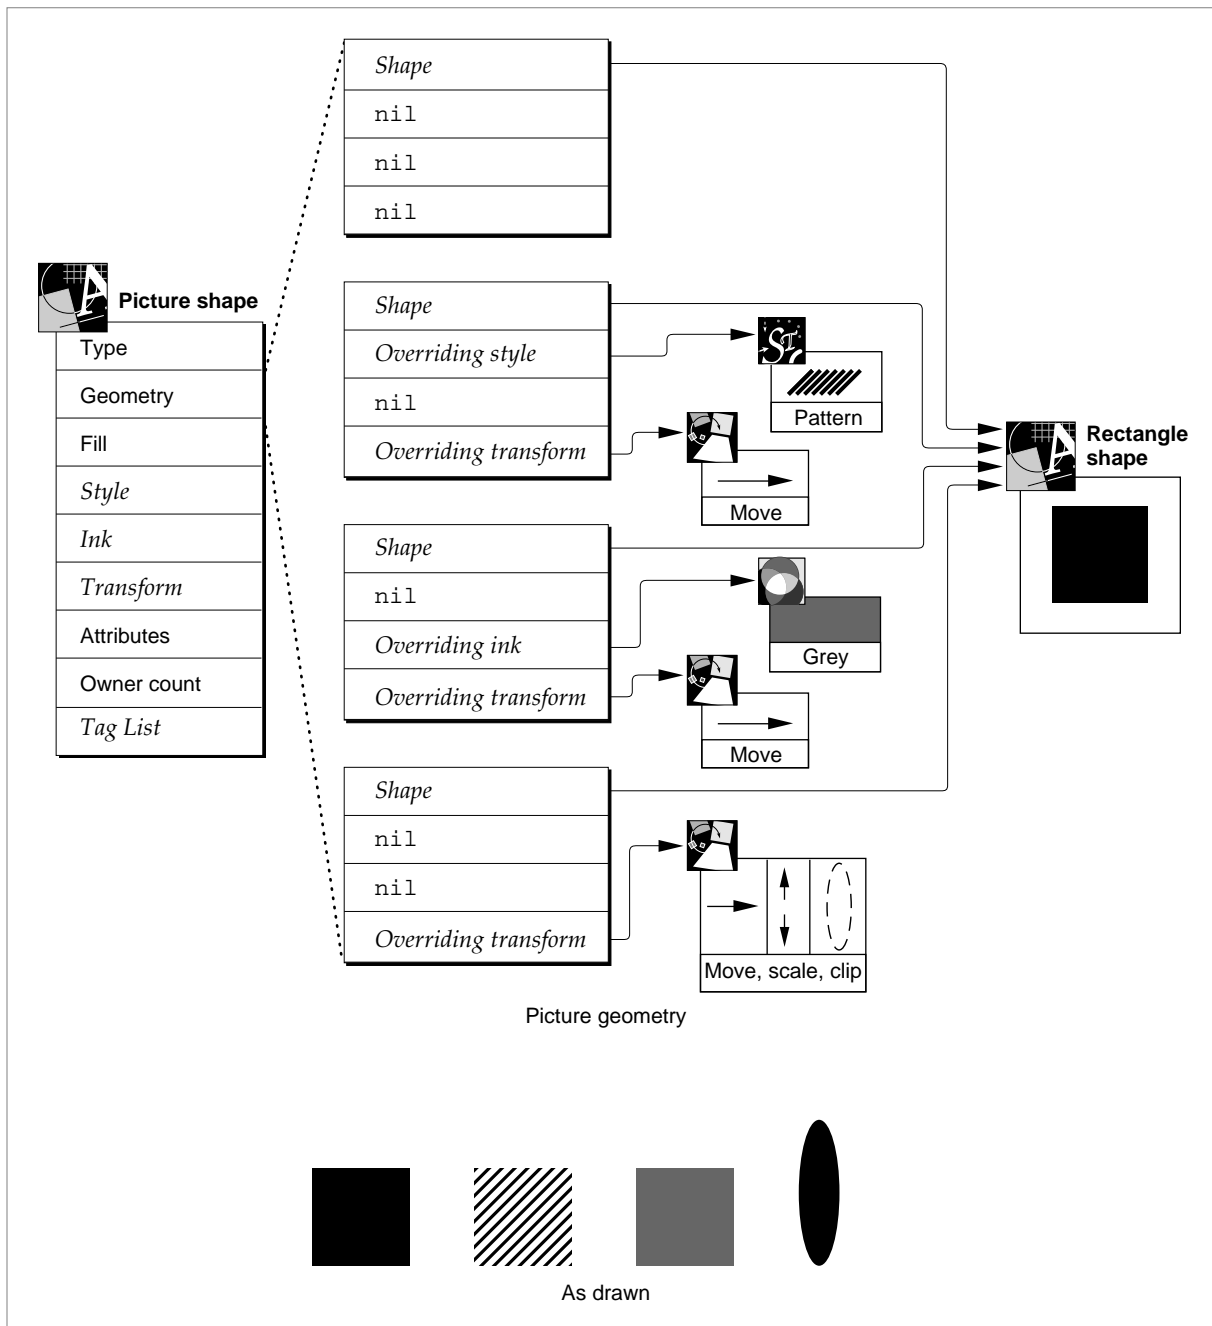 Picture shape
Type
Geometry
Fill
Style
Ink
Transform
Attributes
Owner count
Tag List
Shape
nil
nil
nil
Shape
Overriding style
nil
Overriding transform
Pattern
Move
Shape
nil
Overriding ink
Overriding transform
Grey
Move
Shape
nil
nil
Overriding transform
Move, scale, clip
Rectangle
shape
Picture geometry
As drawn